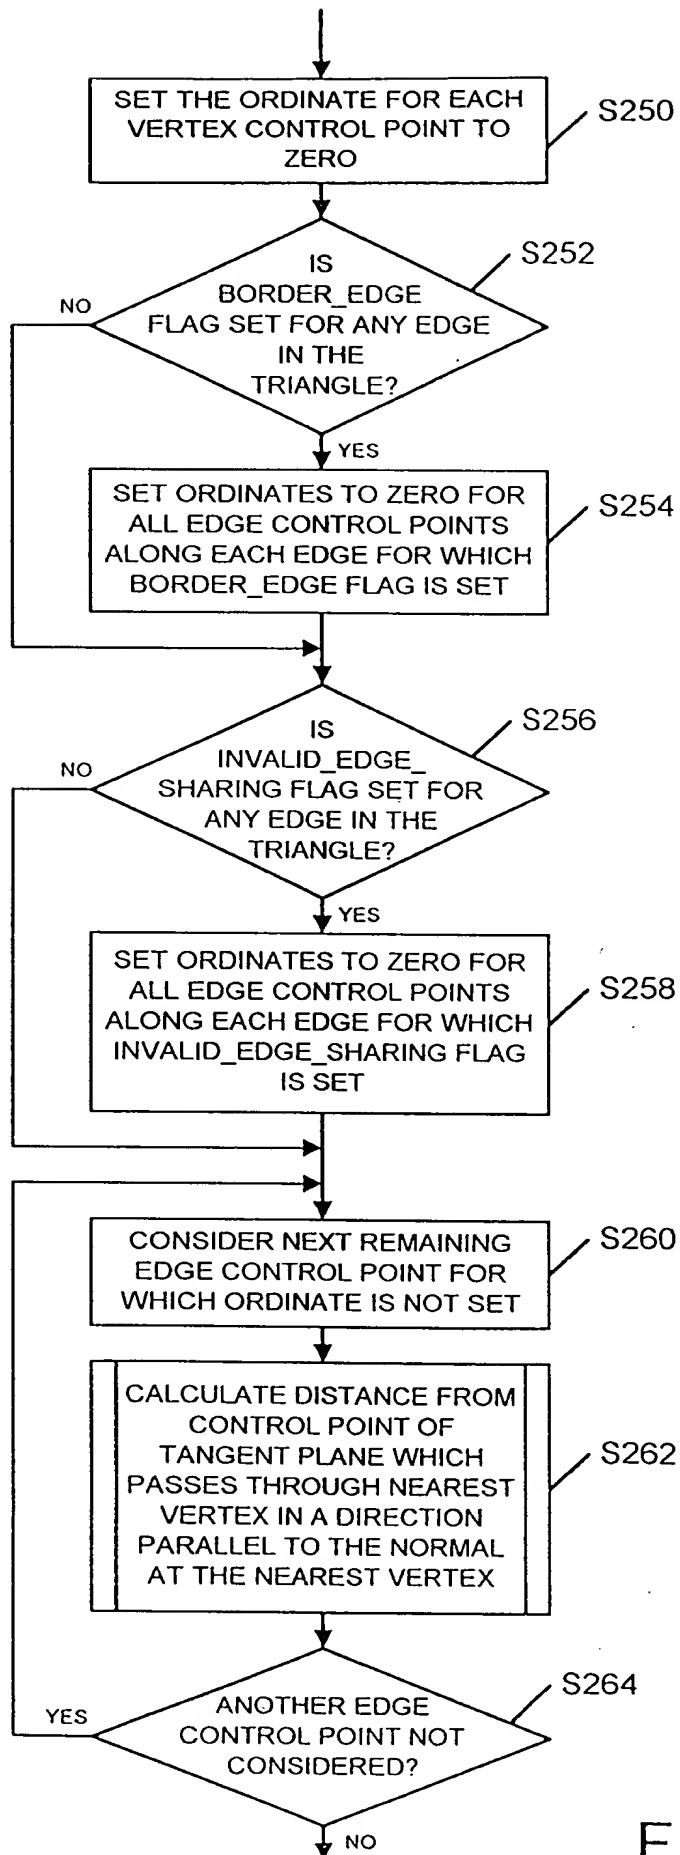 SET THE ORDINATE FOR EACH
VERTEX CONTROL POINT TO
ZERO
S250
S252
IS
BORDER_EDGE
FLAG SET FOR ANY EDGE
IN THE
TRIANGLE?
NO
YES
SET ORDINATES TO ZERO FOR
ALL EDGE CONTROL POINTS
ALONG EACH EDGE FOR WHICH
BORDER_EDGE FLAG IS SET
S254
S256
IS
INVALID_EDGE_
SHARING FLAG SET FOR
ANY EDGE IN THE
TRIANGLE?
NO
YES
SET ORDINATES TO ZERO FOR
ALL EDGE CONTROL POINTS
ALONG EACH EDGE FOR WHICH
INVALID_EDGE_SHARING FLAG
IS SET
S258
CONSIDER NEXT REMAINING
EDGE CONTROL POINT FOR
WHICH ORDINATE IS NOT SET
S260
CALCULATE DISTANCE FROM
CONTROL POINT OF
TANGENT PLANE WHICH
PASSES THROUGH NEAREST
VERTEX IN A DIRECTION
PARALLEL TO THE NORMAL
AT THE NEAREST VERTEX
S262
S264
ANOTHER EDGE
CONTROL POINT NOT
CONSIDERED?
YES
NO